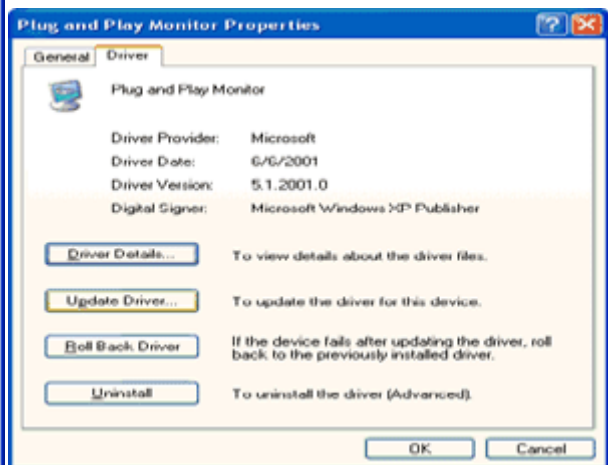 Plug and Play Monitor Properties
General Driver
Plug and Play Monitor
Driver Provider: Microsoft
Driver Date: 6/6/2001
Driver Version: 5.1.2001.0
Digital Signer: Microsoft Windows XP Publisher
Driver Details... To view details about the driver files.
Update Driver... To update the driver for this device.
Roll Back Driver If the device fails after updating the driver, roll
back to the previously installed driver.
Uninstall To uninstall the driver (Advanced).
OK Cancel